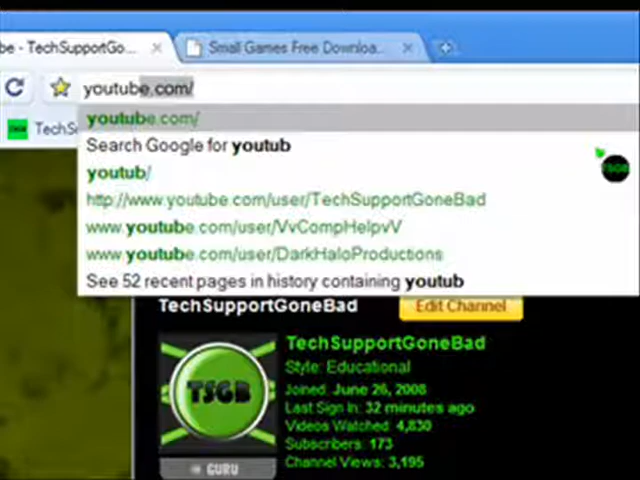 be - TechSupportGo...
Small Games Free Downloa...
youtube.com/
TechSu
youtube.com/
Search Google for youtub
youtub/
http://www.youtube.com/user/TechSupportGoneBad
www.youtube.com/user/VvCompHelpvV
www.youtube.com/user/DarkHaloProductions
See 52 recent pages in history containing youtub
TSGB
TechSupportGoneBad
Edit Channel
TSGB
GURU
TechSupportGoneBad
Style: Educational
Joined: June 26, 2008
Last Sign In: 32 minutes ago
Videos Watched: 4,830
Subscribers: 173
Channel Views: 3,195